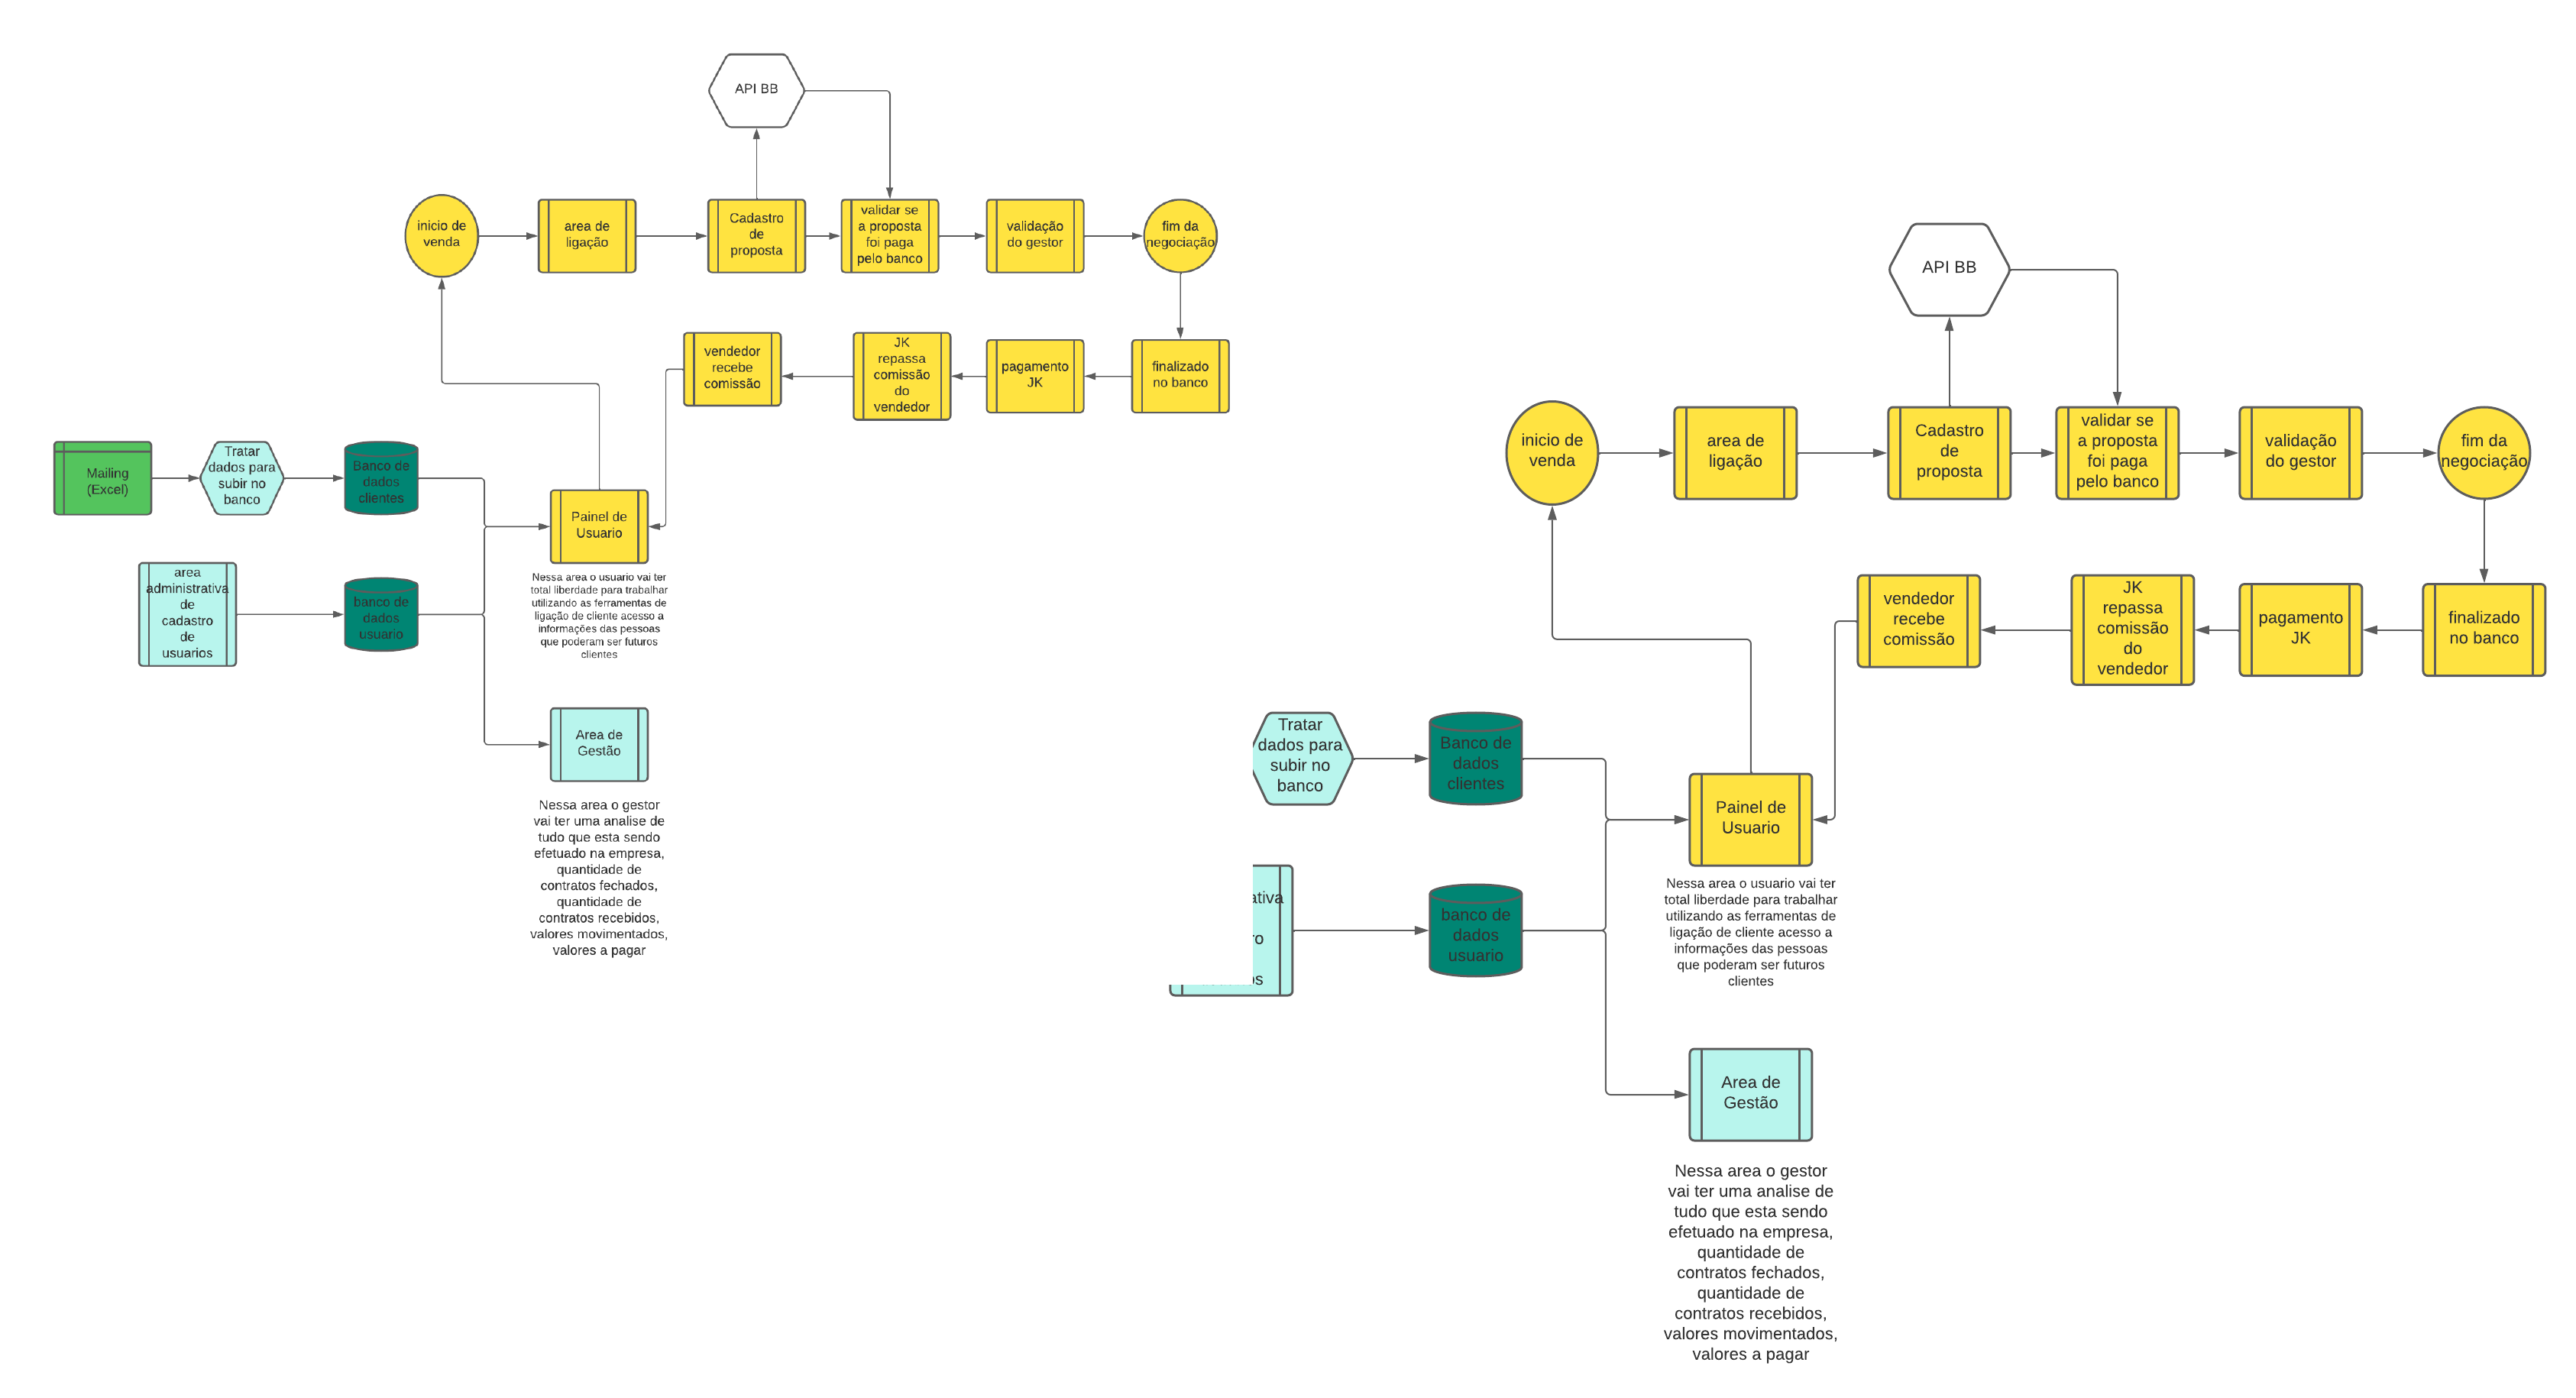 API BB
inicio de
venda
area de
ligação
Cadastro
de
proposta
validar se
a proposta
foi paga
pelo banco
validação
do gestor
fim da
negociação
vendedor
recebe
comissão
JK
repassa
comissão
do
vendedor
pagamento
JK
finalizado
no banco
Mailing
(Excel)
Tratar
dados para
subir no
banco
Banco de
dados
clientes
Painel de
Usuario
Nessa area o usuario vai ter
total liberdade para trabalhar
utilizando as ferramentas de
ligação de cliente acesso a
informações das pessoas
que poderam ser futuros
clientes
area
administrativa
de
cadastro
de
usuarios
banco de
dados
usuario
Area de
Gestão
Nessa area o gestor
vai ter uma analise de
tudo que esta sendo
efetuado na empresa,
quantidade de
contratos fechados,
quantidade de
contratos recebidos,
valores movimentados,
valores a pagar
API BB
inicio de
venda
area de
ligação
Cadastro
de
proposta
validar se
a proposta
foi paga
pelo banco
validação
do gestor
fim da
negociação
vendedor
recebe
comissão
JK
repassa
comissão
do
vendedor
pagamento
JK
finalizado
no banco
Tratar
dados para
subir no
banco
Banco de
dados
clientes
Painel de
Usuario
Nessa area o usuario vai ter
total liberdade para trabalhar
utilizando as ferramentas de
ligação de cliente acesso a
informações das pessoas
que poderam ser futuros
clientes
banco de
dados
usuario
Area de
Gestão
Nessa area o gestor
vai ter uma analise de
tudo que esta sendo
efetuado na empresa,
quantidade de
contratos fechados,
quantidade de
contratos recebidos,
valores movimentados,
valores a pagar